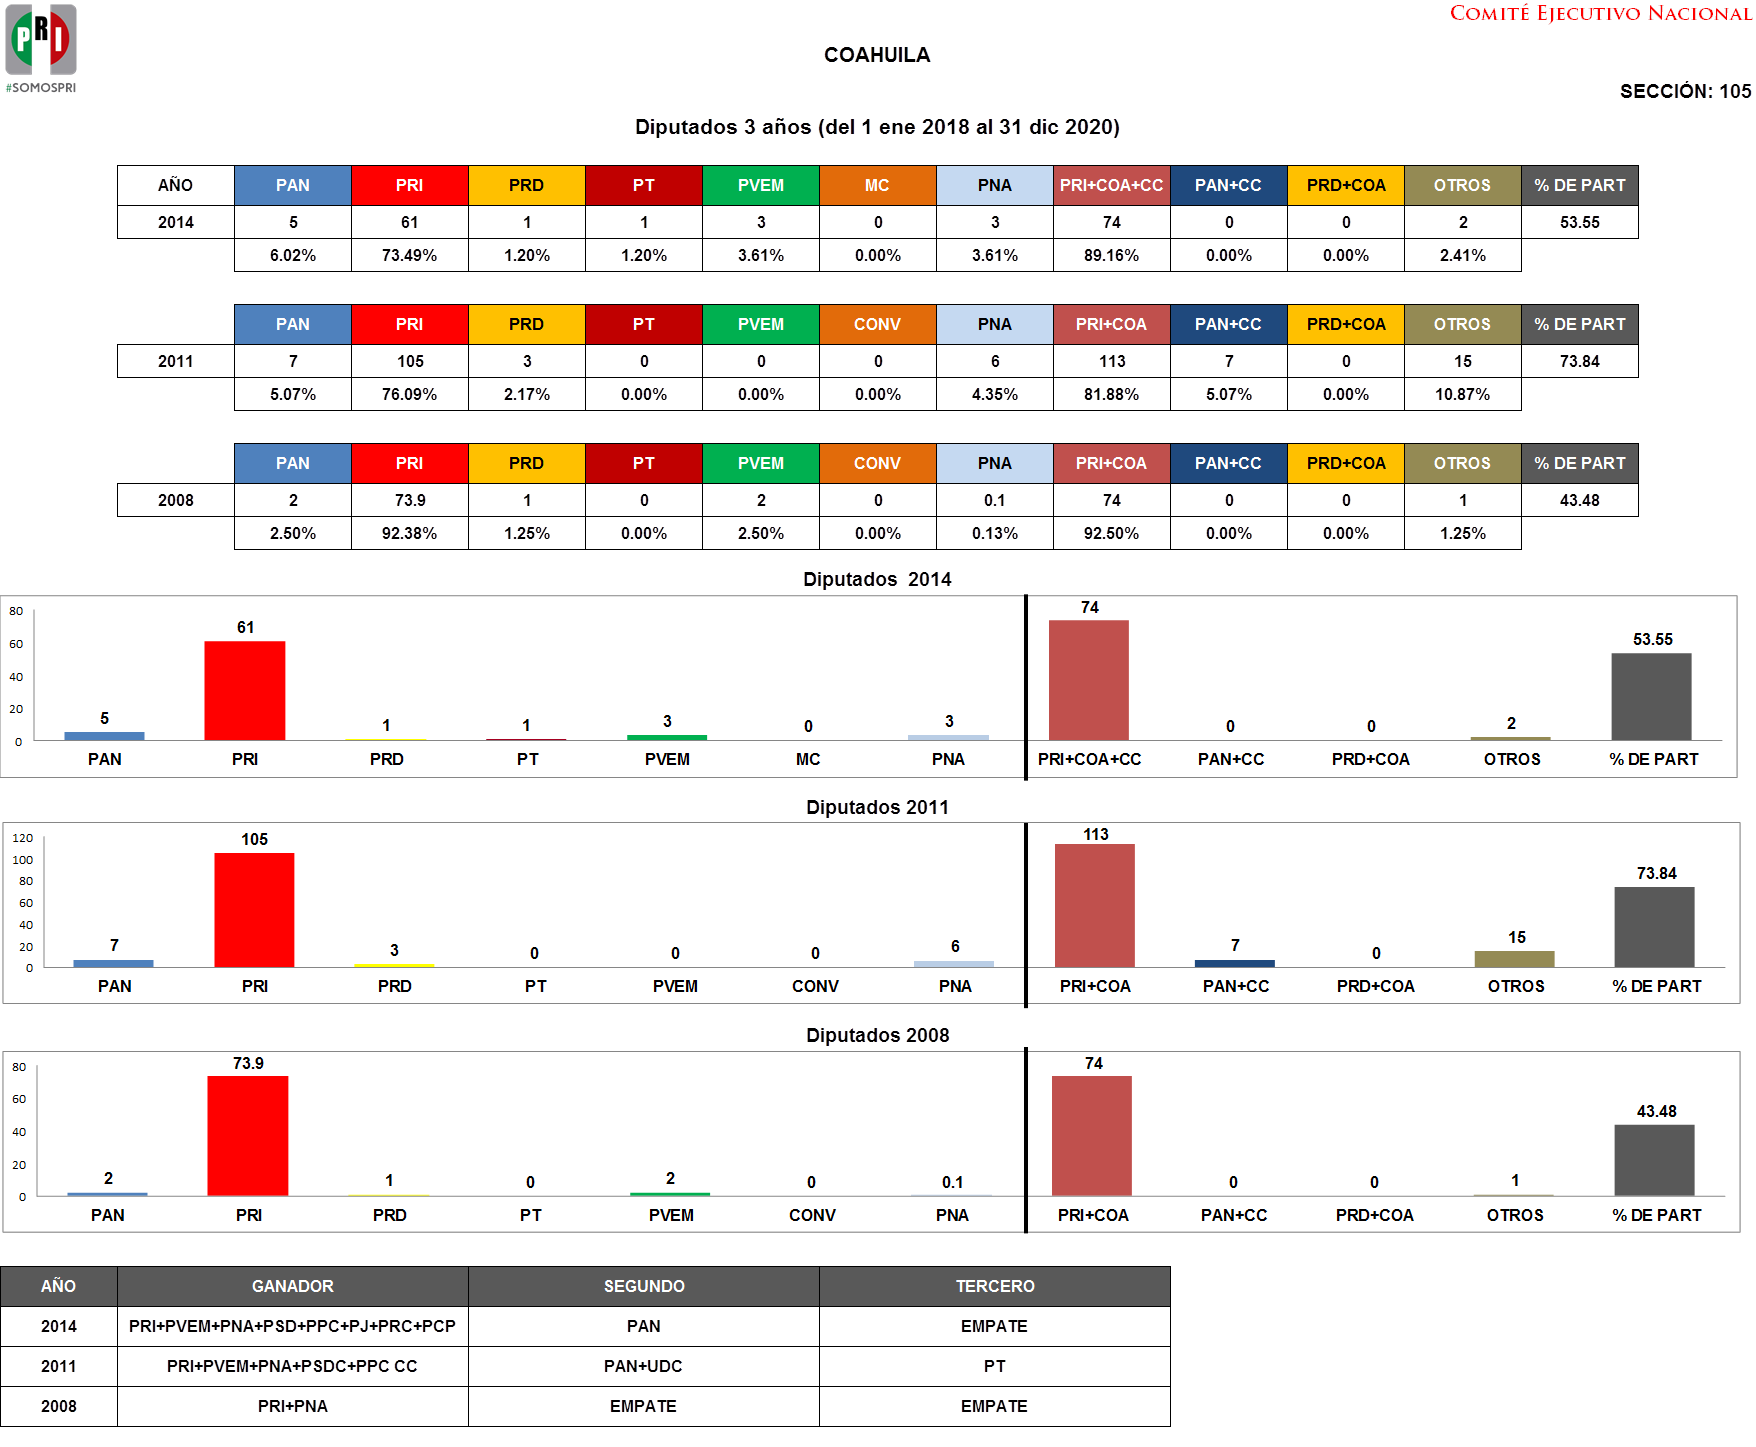 PRI
#SOMOSPRI
COMITÉ EJECUTIVO NACIONAL
COAHUILA
SECCIÓN: 105
Diputados 3 años (del 1 ene 2018 al 31 dic 2020)
AÑO PAN PRI PRD PT PVEM MC PNA PRI+COA+CC PAN+CC PRD+COA OTROS % DE PART
2014 5 61 1 1 3 0 3 74 0 0 2 53.55
6.02% 73.49% 1.20% 1.20% 3.61% 0.00% 3.61% 89.16% 0.00% 0.00% 2.41%
PAN PRI PRD PT PVEM CONV PNA PRI+COA PAN+CC PRD+COA OTROS % DE PART
2011 7 105 3 0 0 0 6 113 7 0 15 73.84
5.07% 76.09% 2.17% 0.00% 0.00% 0.00% 4.35% 81.88% 5.07% 0.00% 10.87%
PAN PRI PRD PT PVEM CONV PNA PRI+COA PAN+CC PRD+COA OTROS % DE PART
2008 2 73.9 1 0 2 0 0.1 74 0 0 1 43.48
2.50% 92.38% 1.25% 0.00% 2.50% 0.00% 0.13% 92.50% 0.00% 0.00% 1.25%
Diputados 2014
80
60
40
20
0
5 61 1 1 3 0 3 74 0 0 2 53.55
PAN PRI PRD PT PVEM MC PNA PRI+COA+CC PAN+CC PRD+COA OTROS % DE PART
Diputados 2011
120
100
80
60
40
20
0
7 105 3 0 0 0 6 113 7 0 15 73.84
PAN PRI PRD PT PVEM CONV PNA PRI+COA PAN+CC PRD+COA OTROS % DE PART
Diputados 2008
80
60
40
20
0
2 73.9 1 0 2 0 0.1 74 0 0 1 43.48
PAN PRI PRD PT PVEM CONV PNA PRI+COA PAN+CC PRD+COA OTROS % DE PART
AÑO GANADOR SEGUNDO TERCERO
2014 PRI+PVEM+PNA+PSD+PPC+PJ+PRC+PCP PAN EMPATE
2011 PRI+PVEM+PNA+PSDC+PPC CC PAN+UDC PT
2008 PRI+PNA EMPATE EMPATE